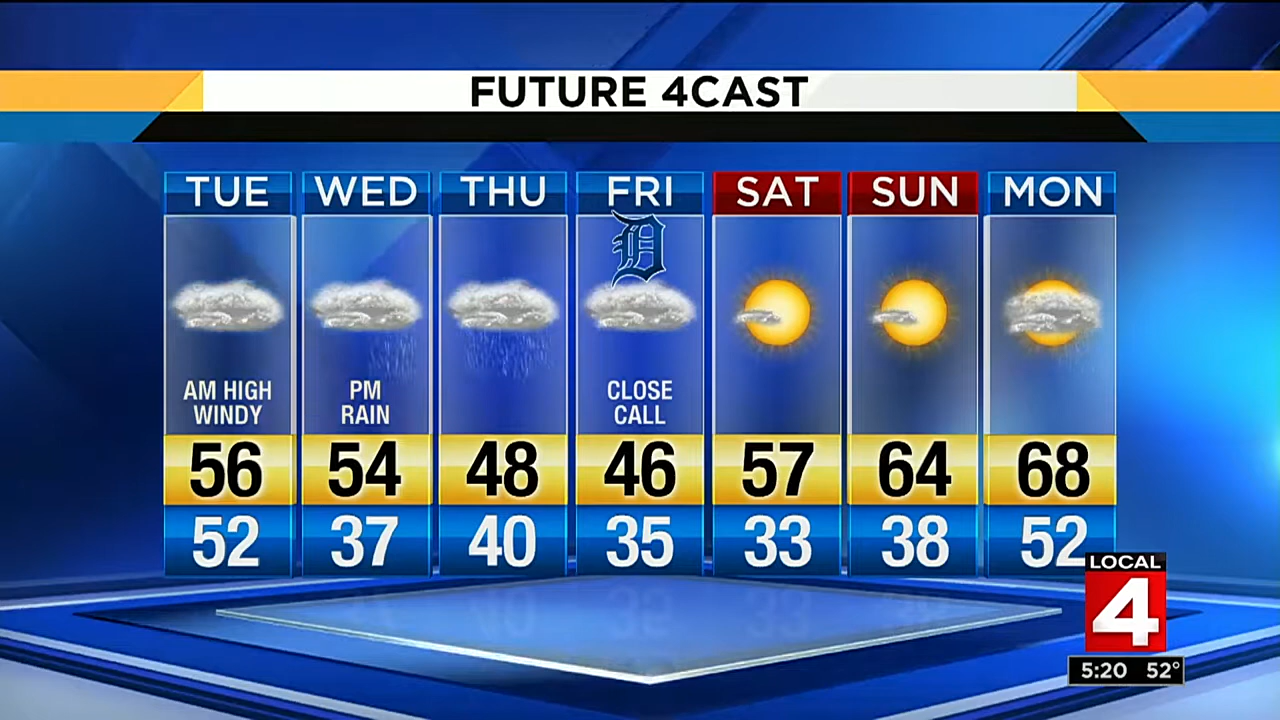 FUTURE 4CAST
TUE WED THU FRI SAT SUN MON
D
AM HIGH WINDY
PM RAIN
CLOSE CALL
56 54 48 46 57 64 68
52 37 40 35 33 38 52
LOCAL
4
5:20 52°